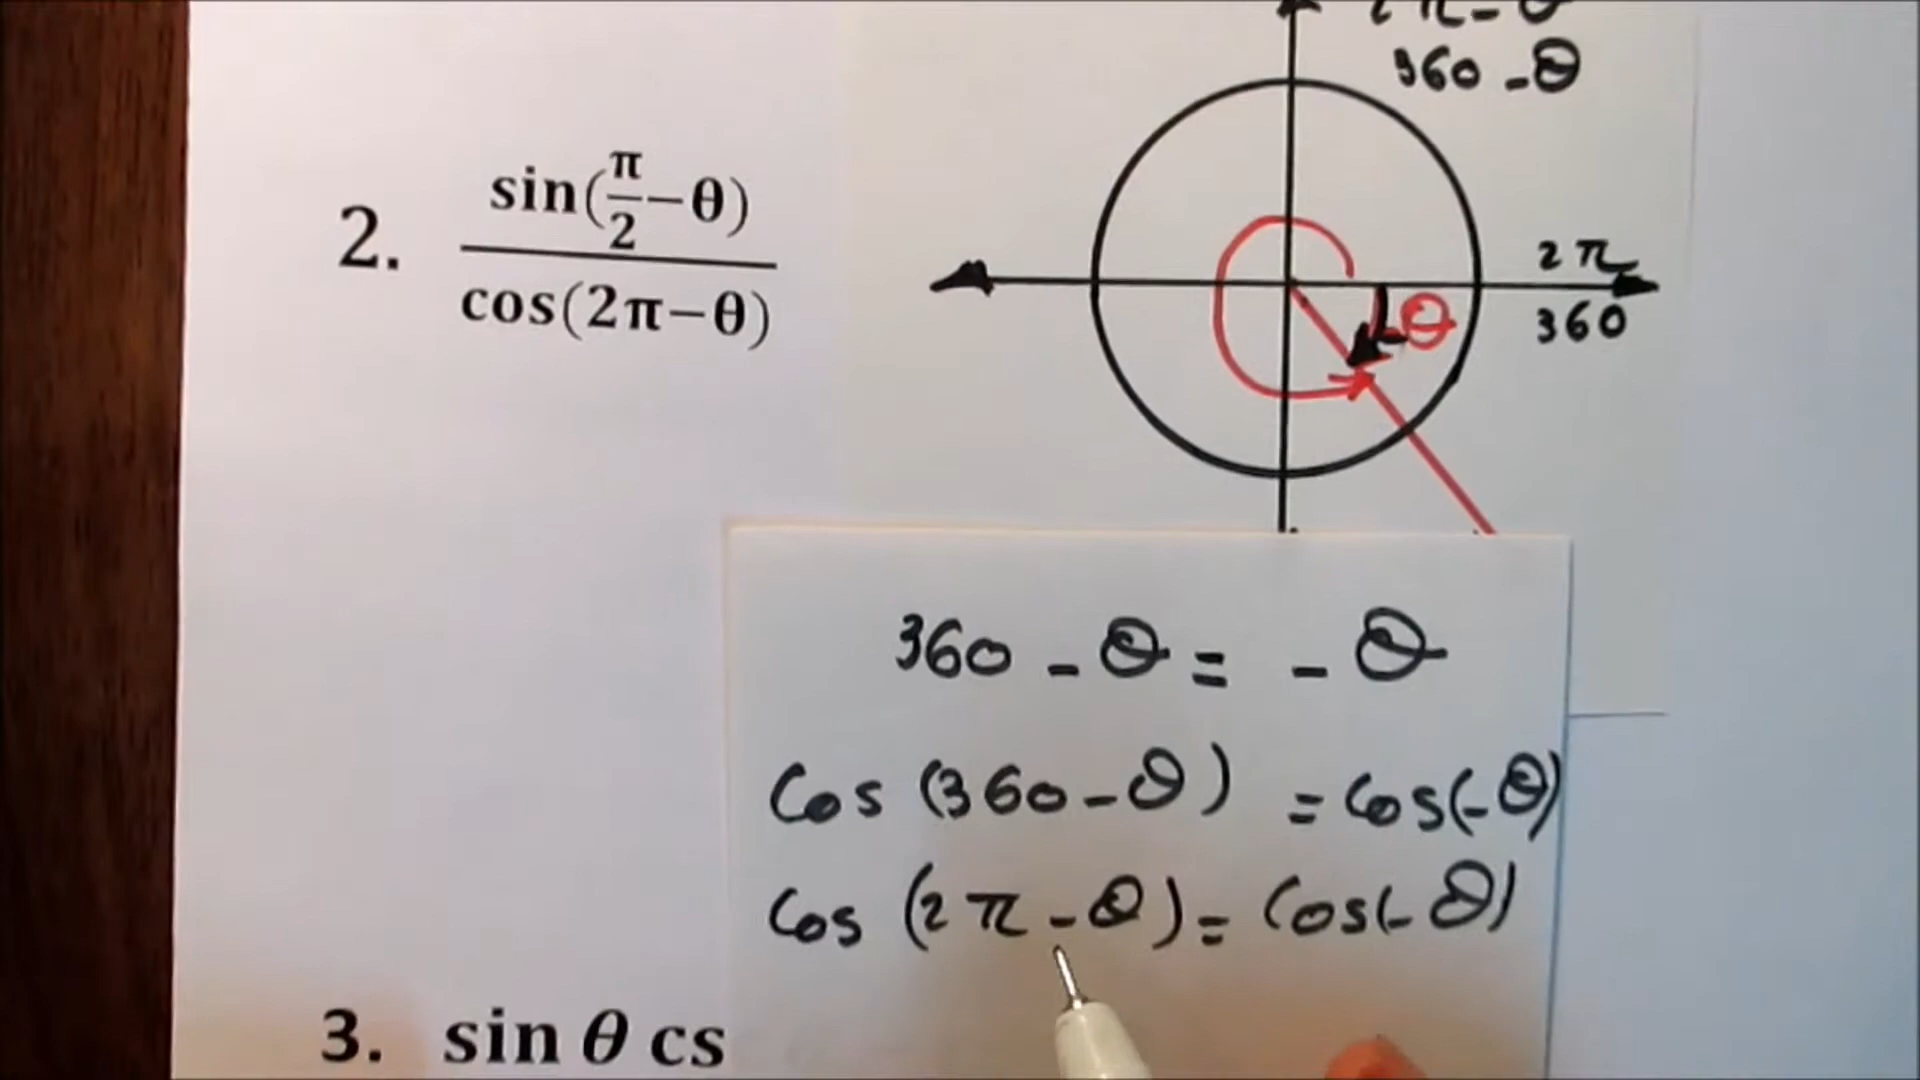 2π-θ
360-θ
2. sin(π/2-θ)/cos(2π-θ)
2π
360
θ
360-θ = -θ
Cos (360-θ) = Cos(-θ)
Cos (2π-θ) = Cos(-θ)
3. sin θ cs